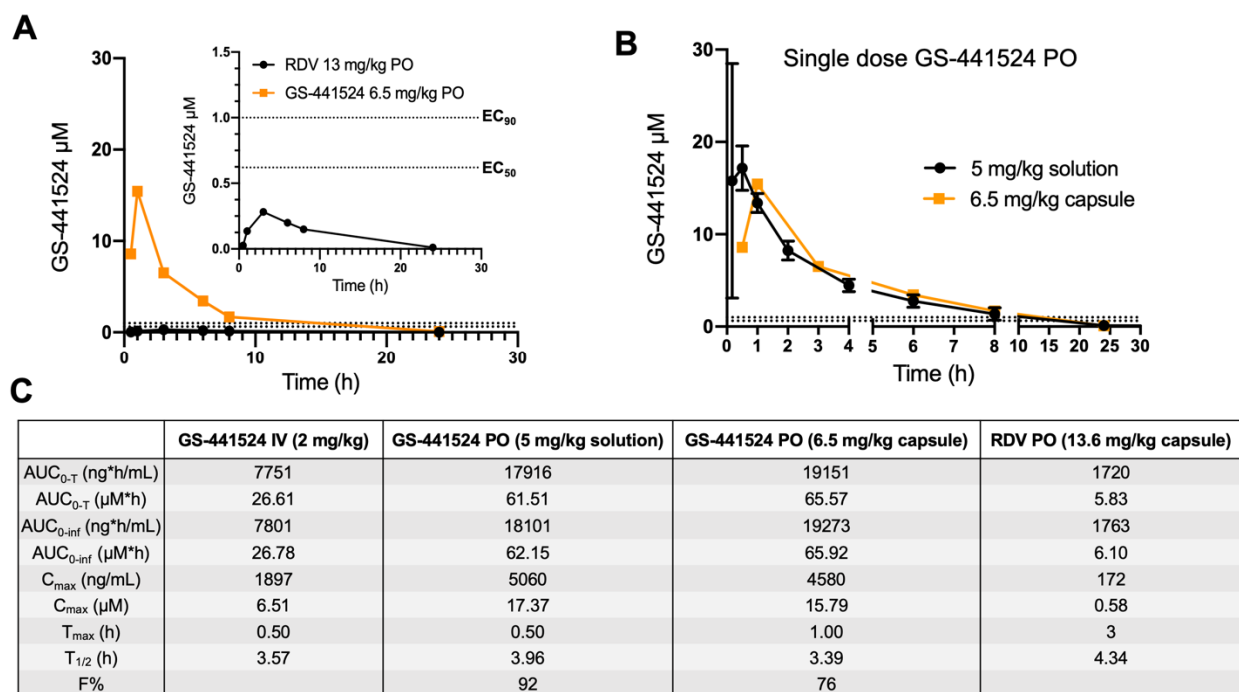 A
30
20
10
0
GS-441524 µM
0
10
20
30
Time (h)
1.5
1.0
0.5
0.0
GS-441524 µM
RDV 13 mg/kg PO
GS-441524 6.5 mg/kg PO
EC90
EC50
0
10
20
30
Time (h)
B
Single dose GS-441524 PO
30
20
10
0
GS-441524 µM
5 mg/kg solution
6.5 mg/kg capsule
0 1 2 3 4 5 6 7 8 10 15 20 25 30
Time (h)
C
GS-441524 IV (2 mg/kg) GS-441524 PO (5 mg/kg solution) GS-441524 PO (6.5 mg/kg capsule) RDV PO (13.6 mg/kg capsule)
AUC0-T (ng*h/mL) 7751 17916 19151 1720
AUC0-T (µM*h) 26.61 61.51 65.57 5.83
AUC0-inf (ng*h/mL) 7801 18101 19273 1763
AUC0-inf (µM*h) 26.78 62.15 65.92 6.10
Cmax (ng/mL) 1897 5060 4580 172
Cmax (µM) 6.51 17.37 15.79 0.58
Tmax (h) 0.50 0.50 1.00 3
T1/2 (h) 3.57 3.96 3.39 4.34
F% 92 76